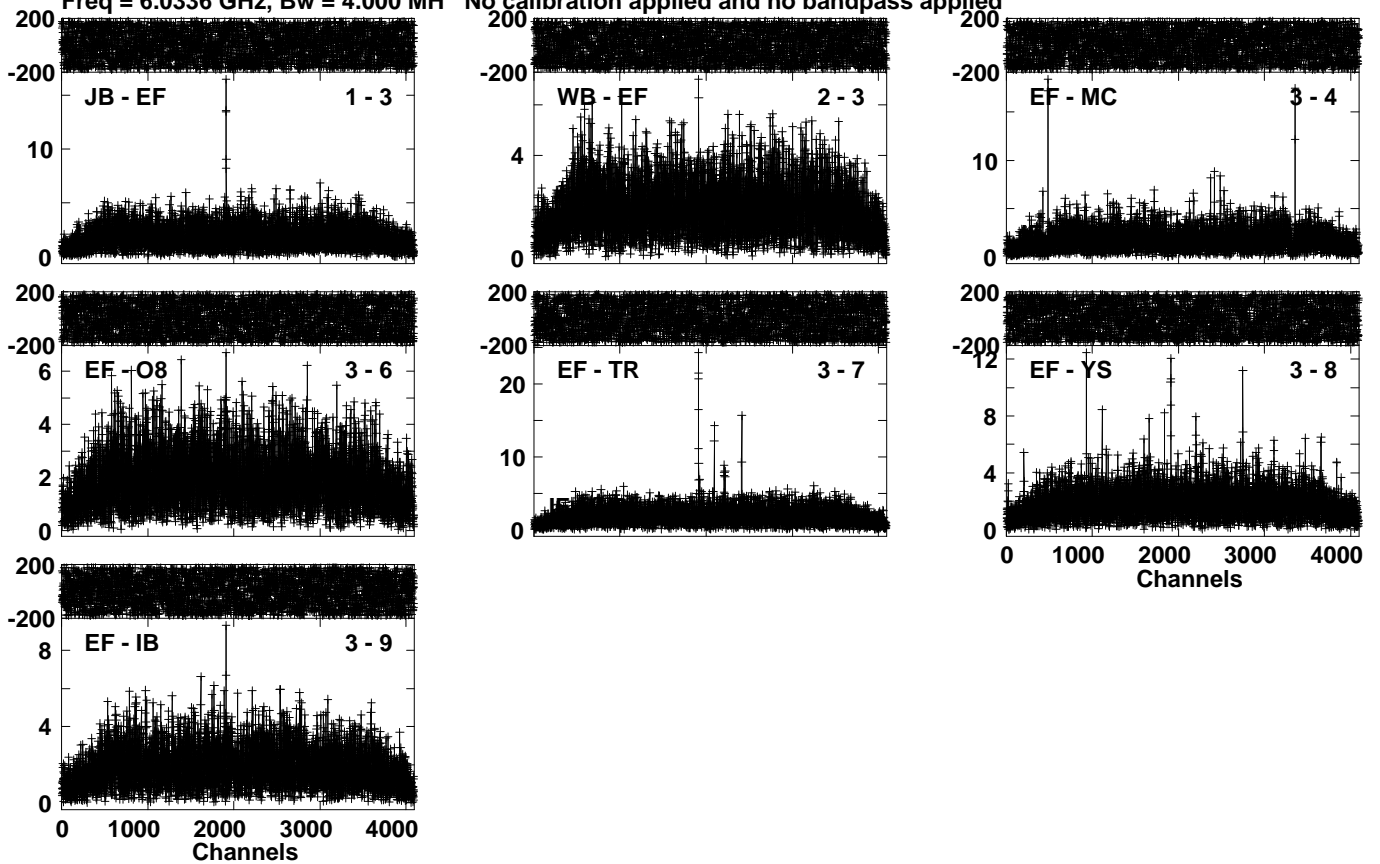 Freq = 6.0336 GHz, Bw = 4.000 MH No calibration applied and no bandpass applied
200 200 200
-200 -200 -200
JB - EF 1 - 3 WB - EF 2 - 3 EF - MC 3 - 4
10 4 10
0 0 0
200 200 200
-200 -200 -200
12
EF - O8 3 - 6 EF - TR 3 - 7 EF - YS 3 - 8
6 20
4 10 8
2 IF 4
0 0 0
0 1000 2000 3000 4000
Channels
200
-200
EF - IB 3 - 9
8
4
0
0 1000 2000 3000 4000
Channels